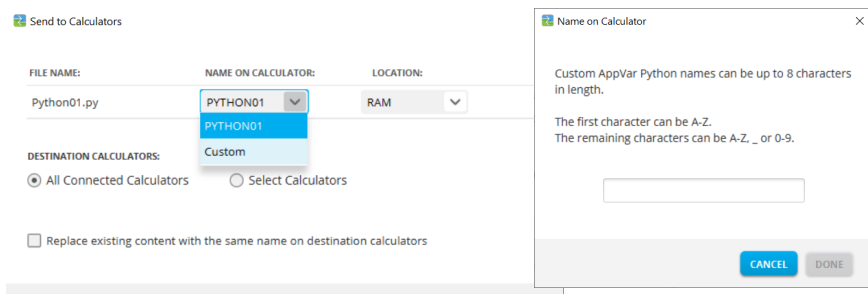 Send to Calculators
FILE NAME: NAME ON CALCULATOR: LOCATION:
Python01.py PYTHON01 RAM
PYTHON01
Custom
DESTINATION CALCULATORS:
All Connected Calculators Select Calculators
Replace existing content with the same name on destination calculators
Name on Calculator
Custom AppVar Python names can be up to 8 characters
in length.
The first character can be A-Z.
The remaining characters can be A-Z, _ or 0-9.
CANCEL DONE